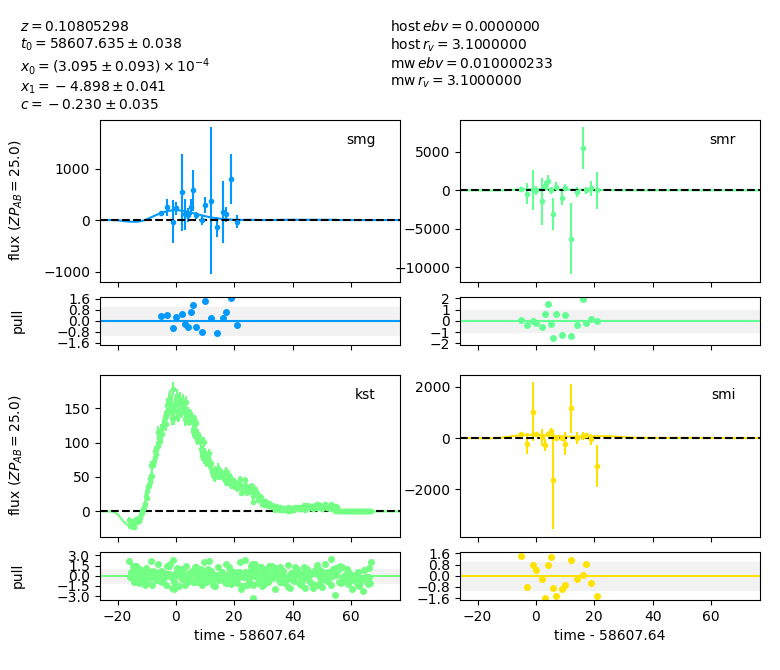 z = 0.10805298
t₀ = 58607.635 ± 0.038
x₀ = (3.095 ± 0.093) × 10⁻⁴
x₁ = −4.898 ± 0.041
c = −0.230 ± 0.035
host ebv = 0.0000000
host r_v = 3.1000000
mw ebv = 0.010000233
mw r_v = 3.1000000
flux (ZP_AB = 25.0)
1000
0
−1000
smg
5000
0
−5000
−10000
smr
pull
1.6
0.8
0.0
−0.8
−1.6
2
1
0
−1
−2
flux (ZP_AB = 25.0)
150
100
50
0
kst
2000
0
−2000
smi
pull
3.0
1.5
0.0
−1.5
−3.0
1.6
0.8
0.0
−0.8
−1.6
−20 0 20 40 60
−20 0 20 40 60
time - 58607.64
time - 58607.64